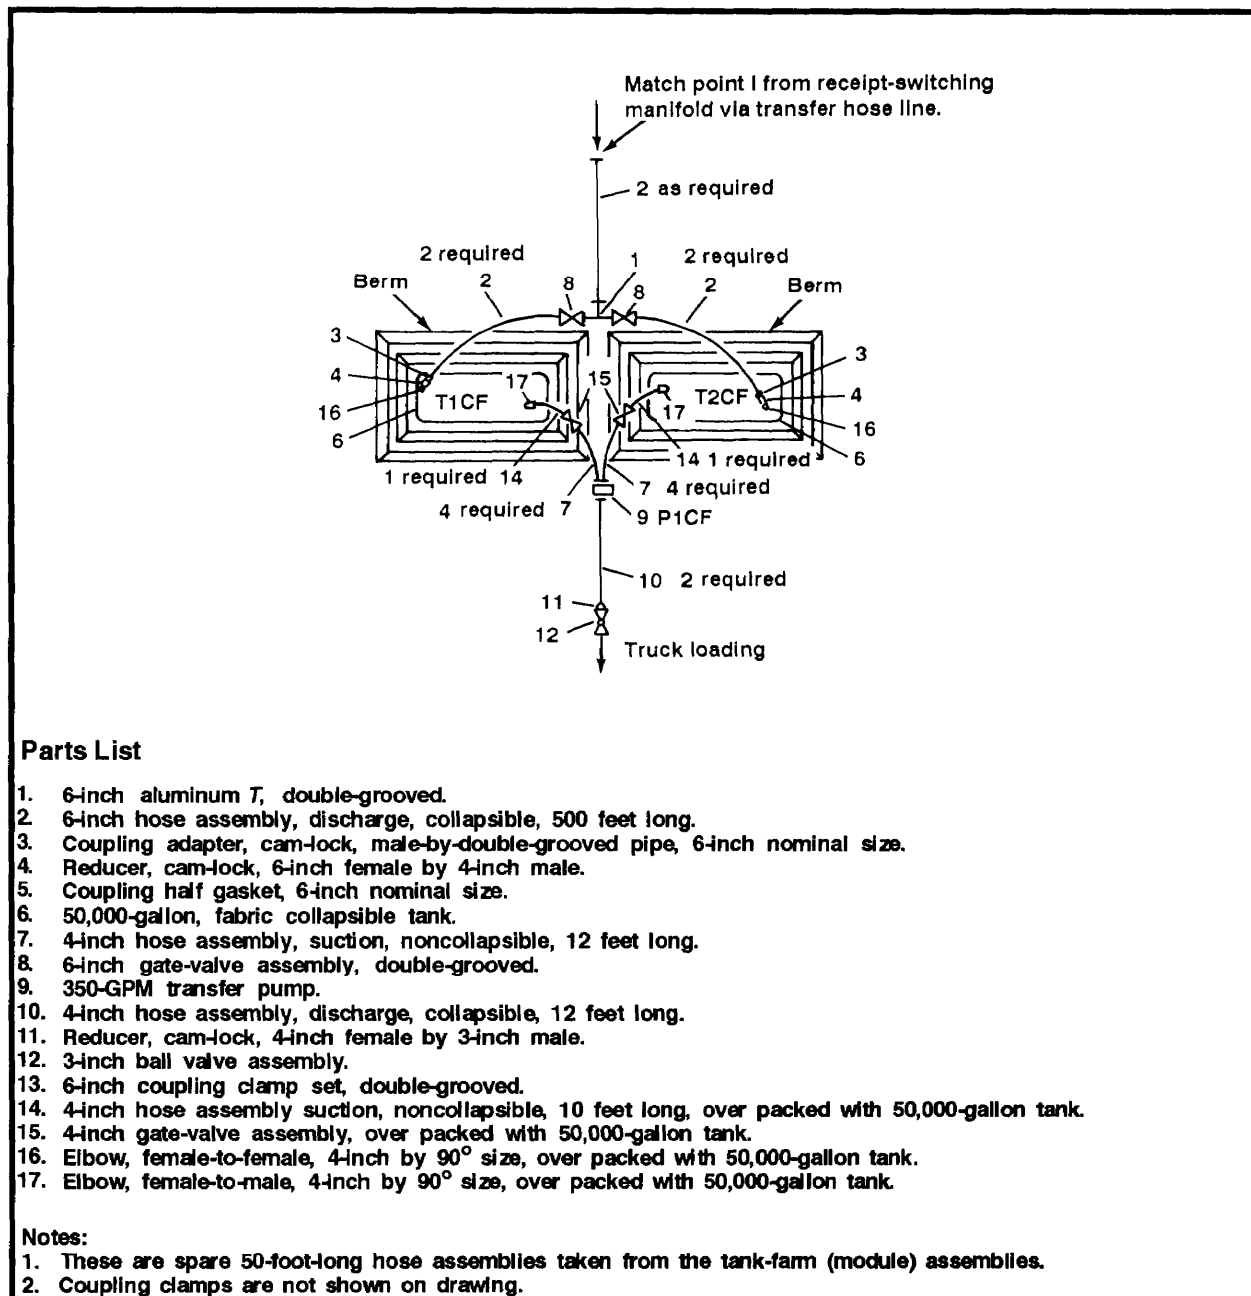 Match point I from receipt-switching
manifold via transfer hose line.
2 as required
2 required
1
2 required
Berm
2
8
8
2
Berm
3
3
4
17
15
4
T1CF
T2CF
16
17
16
6
6
1 required 14
14 1 required
4 required 7
7 4 required
9 P1CF
10 2 required
11
12
Truck loading
Parts List
1. 6-inch aluminum T, double-grooved.
2. 6-inch hose assembly, discharge, collapsible, 500 feet long.
3. Coupling adapter, cam-lock, male-by-double-grooved pipe, 6-inch nominal size.
4. Reducer, cam-lock, 6-inch female by 4-inch male.
5. Coupling half gasket, 6-inch nominal size.
6. 50,000-gallon, fabric collapsible tank.
7. 4-inch hose assembly, suction, noncollapsible, 12 feet long.
8. 6-inch gate-valve assembly, double-grooved.
9. 350-GPM transfer pump.
10. 4-inch hose assembly, discharge, collapsible, 12 feet long.
11. Reducer, cam-lock, 4-inch female by 3-inch male.
12. 3-inch ball valve assembly.
13. 6-inch coupling clamp set, double-grooved.
14. 4-inch hose assembly suction, noncollapsible, 10 feet long, over packed with 50,000-gallon tank.
15. 4-inch gate-valve assembly, over packed with 50,000-gallon tank.
16. Elbow, female-to-female, 4-inch by 90° size, over packed with 50,000-gallon tank.
17. Elbow, female-to-male, 4-inch by 90° size, over packed with 50,000-gallon tank.
Notes:
1. These are spare 50-foot-long hose assemblies taken from the tank-farm (module) assemblies.
2. Coupling clamps are not shown on drawing.